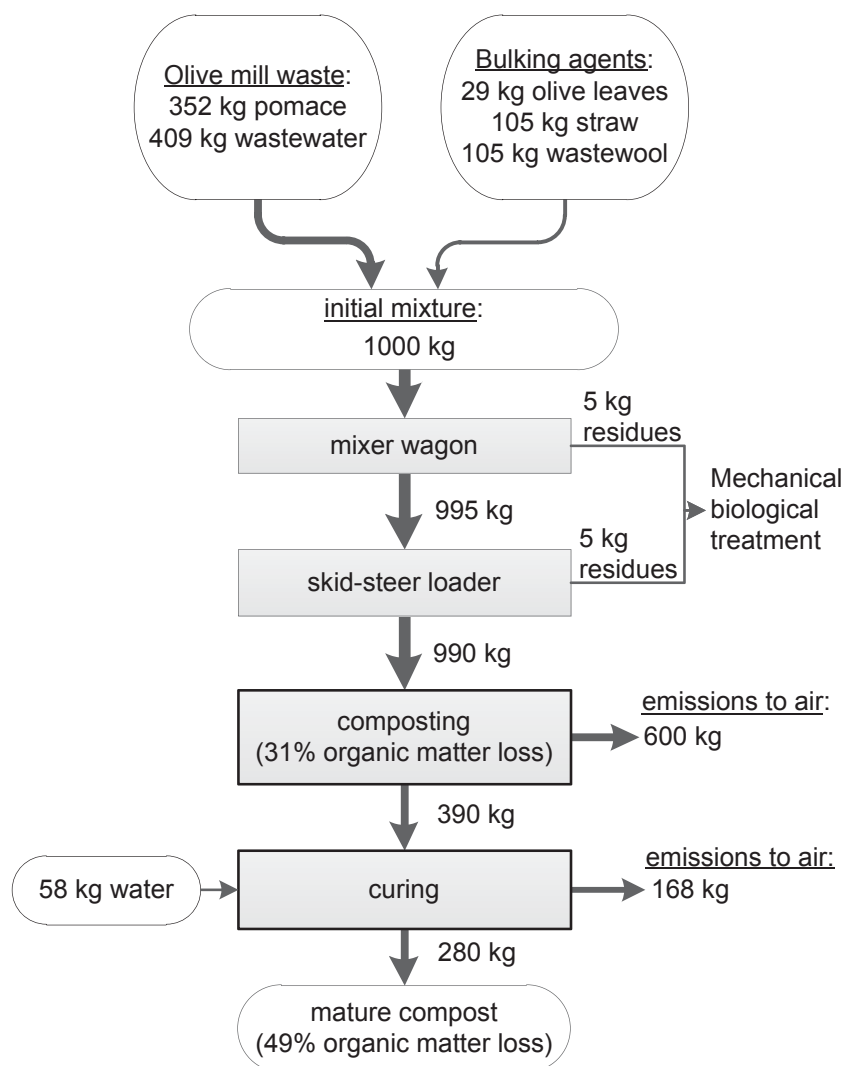 Olive mill waste:
352 kg pomace
409 kg wastewater
Bulking agents:
29 kg olive leaves
105 kg straw
105 kg wastewool
initial mixture:
1000 kg
5 kg
residues
mixer wagon
Mechanical
biological
treatment
995 kg
5 kg
residues
skid-steer loader
990 kg
composting
(31% organic matter loss)
emissions to air:
600 kg
390 kg
58 kg water
curing
emissions to air:
168 kg
280 kg
mature compost
(49% organic matter loss)